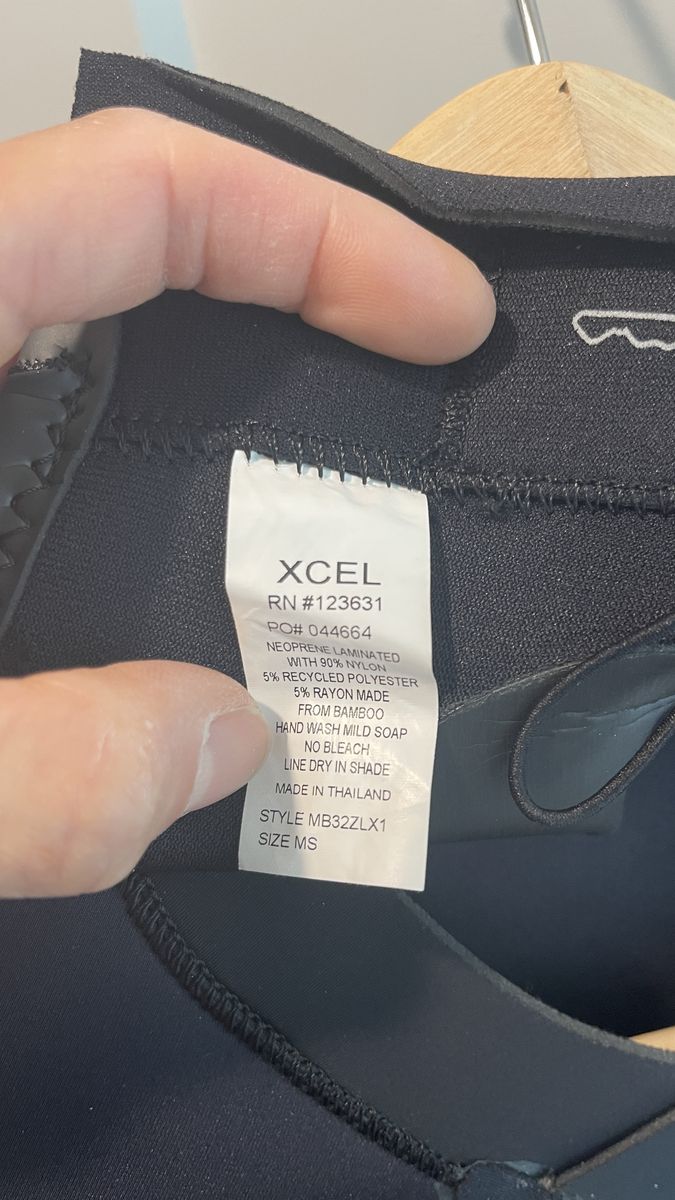 XCEL
RN #123631
PO# 044664
NEOPRENE LAMINATED
WITH 90% NYLON
5% RECYCLED POLYESTER
5% RAYON MADE
FROM BAMBOO
HAND WASH MILD SOAP
NO BLEACH
LINE DRY IN SHADE
MADE IN THAILAND
STYLE MB32ZLX1
SIZE MS